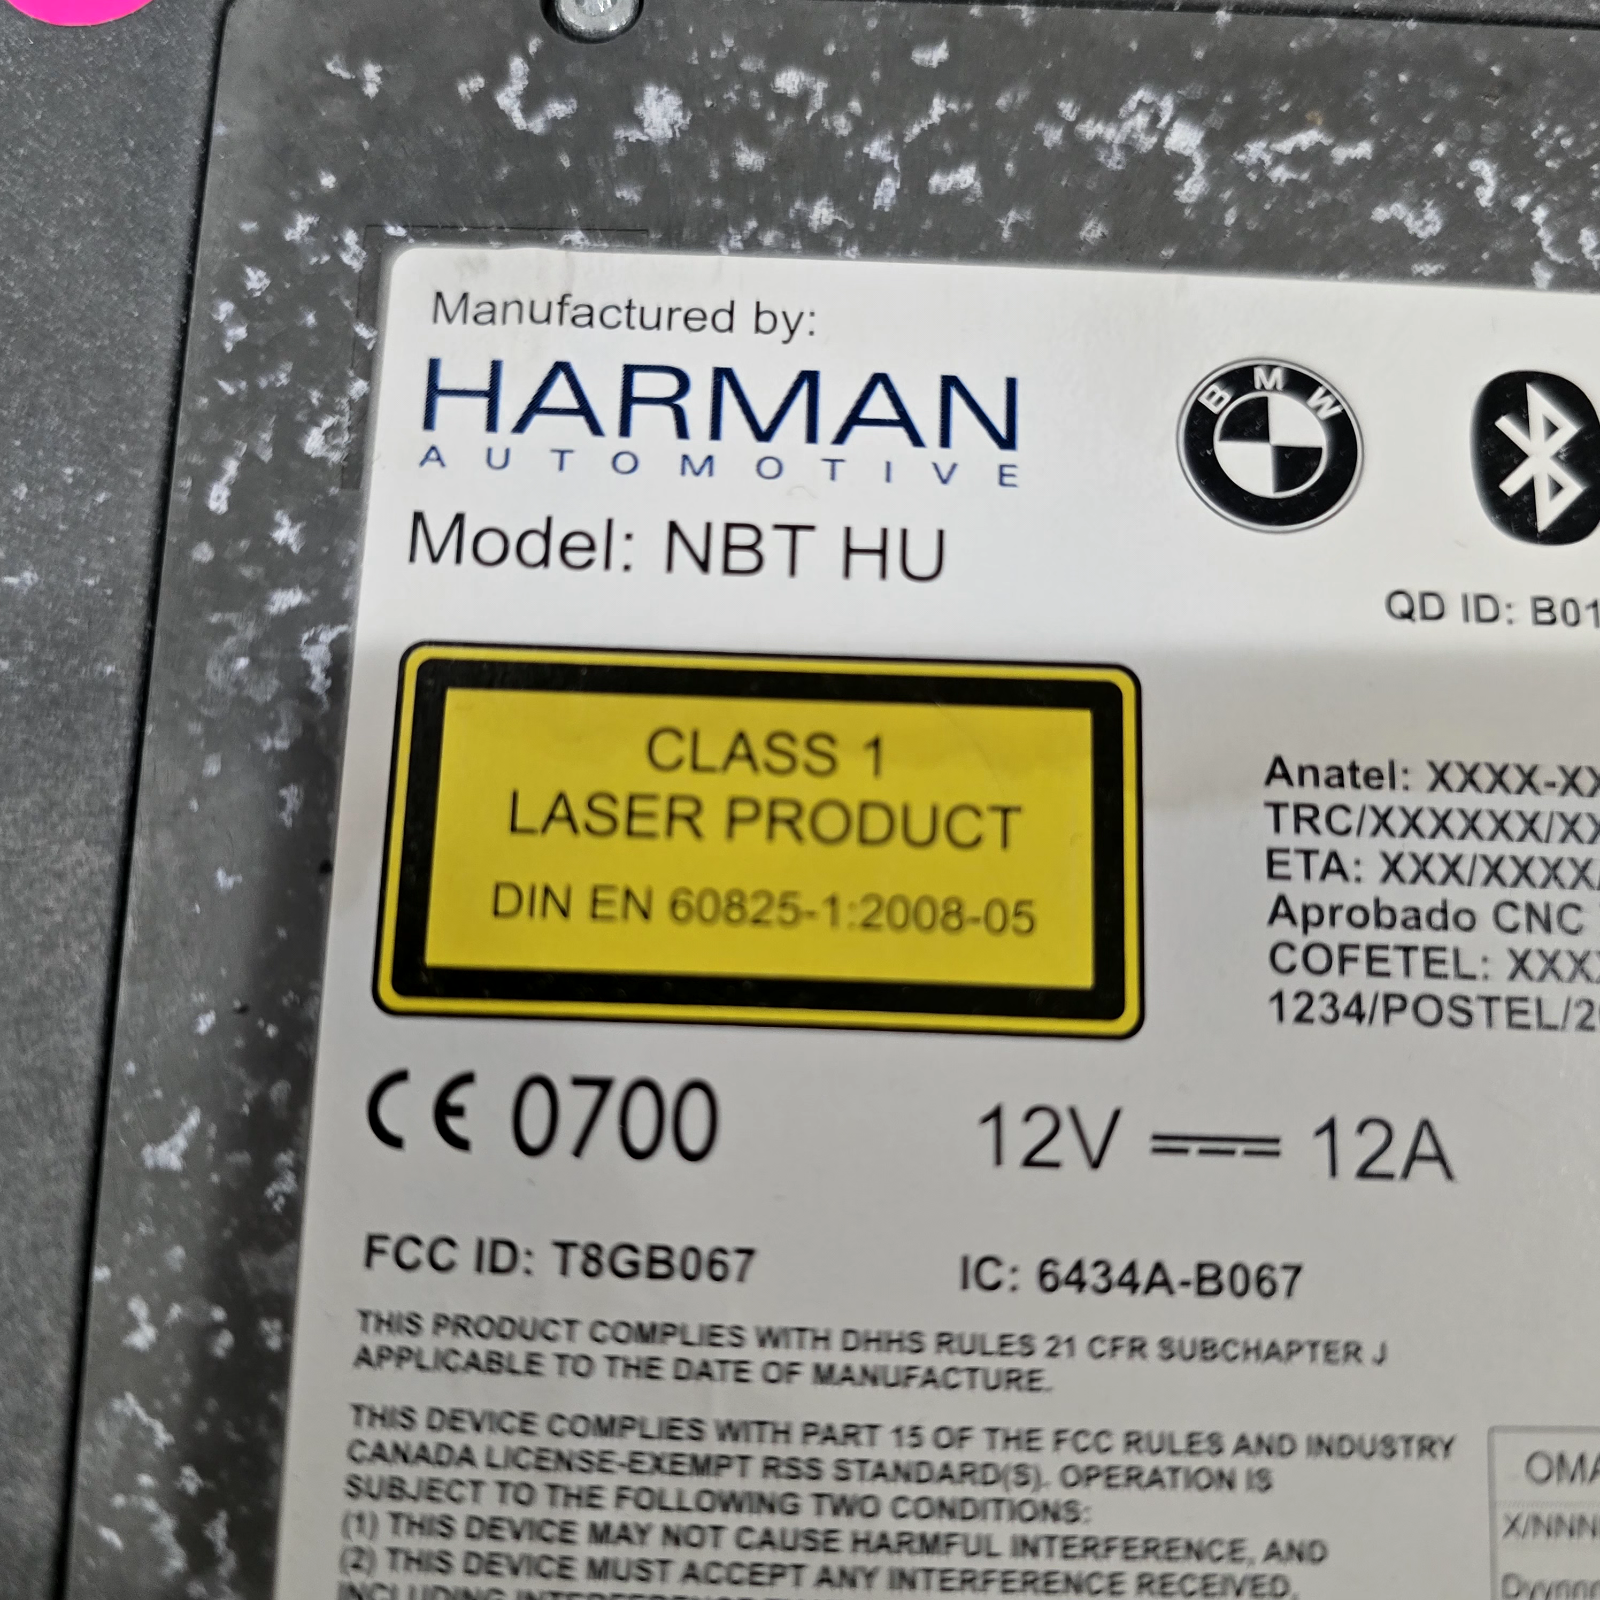 Manufactured by:
HARMAN
AUTOMOTIVE
BMW
Model: NBT HU
QD ID: B01
CLASS 1
LASER PRODUCT
DIN EN 60825-1:2008-05
Anatel: XXXX-XX
TRC/XXXXXX/XX
ETA: XXX/XXXX/
Aprobado CNC
COFETEL: XXXX
1234/POSTEL/20
CE 0700
12V 12A
FCC ID: T8GB067
IC: 6434A-B067
THIS PRODUCT COMPLIES WITH DHHS RULES 21 CFR SUBCHAPTER J
APPLICABLE TO THE DATE OF MANUFACTURE.
THIS DEVICE COMPLIES WITH PART 15 OF THE FCC RULES AND INDUSTRY
CANADA LICENSE-EXEMPT RSS STANDARD(S). OPERATION IS
SUBJECT TO THE FOLLOWING TWO CONDITIONS:
(1) THIS DEVICE MAY NOT CAUSE HARMFUL INTERFERENCE, AND
(2) THIS DEVICE MUST ACCEPT ANY INTERFERENCE RECEIVED,
INCLUDING INTERFERENCE
OMA
X/NNN